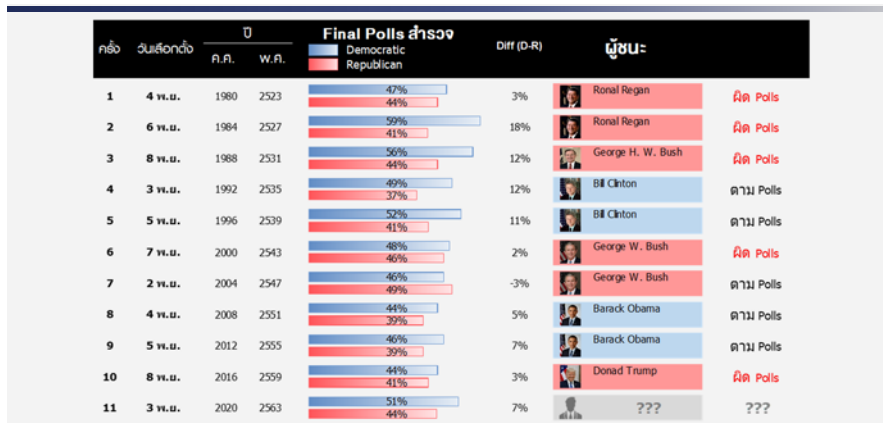 ครั้ง วันเลือกตั้ง ปี Final Polls สำรวจ Diff (D-R) ผู้ชนะ
ค.ศ. พ.ศ. Democratic
Republican
1 4 พ.ย. 1980 2523 47% 44% 3% Ronal Regan ผิด Polls
2 6 พ.ย. 1984 2527 59% 41% 18% Ronal Regan ผิด Polls
3 8 พ.ย. 1988 2531 56% 44% 12% George H. W. Bush ผิด Polls
4 3 พ.ย. 1992 2535 49% 37% 12% Bill Clinton ตาม Polls
5 5 พ.ย. 1996 2539 52% 41% 11% Bill Clinton ตาม Polls
6 7 พ.ย. 2000 2543 48% 46% 2% George W. Bush ผิด Polls
7 2 พ.ย. 2004 2547 46% 49% -3% George W. Bush ตาม Polls
8 4 พ.ย. 2008 2551 44% 39% 5% Barack Obama ตาม Polls
9 5 พ.ย. 2012 2555 46% 39% 7% Barack Obama ตาม Polls
10 8 พ.ย. 2016 2559 44% 41% 3% Donad Trump ผิด Polls
11 3 พ.ย. 2020 2563 51% 44% 7% ??? ???